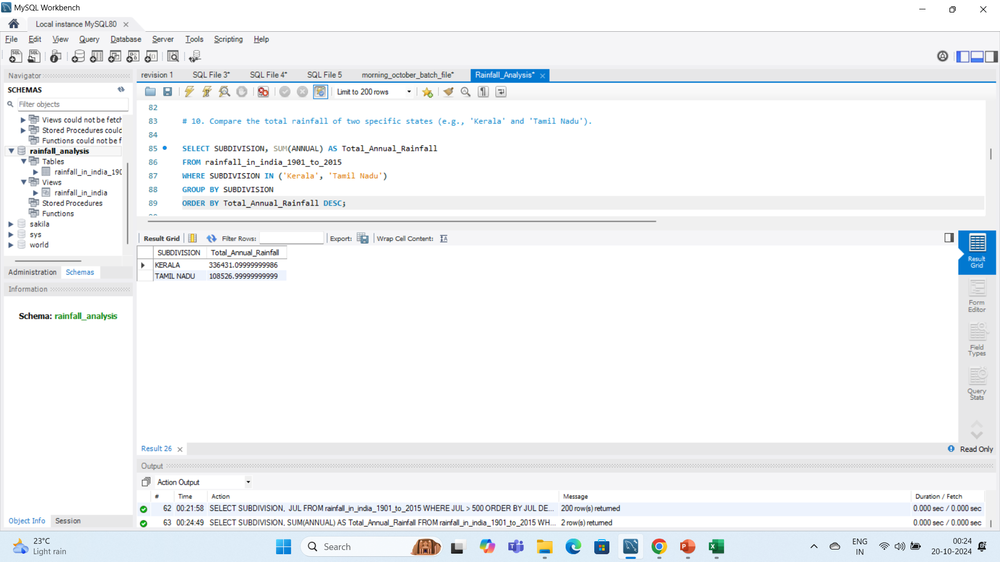 MySQL Workbench
Local instance MySQL80
File Edit View Query Database Server Tools Scripting Help
Navigator
SCHEMAS
Filter objects
Views could not be fetch
Stored Procedures could
Functions could not be f
rainfall_analysis
Tables
rainfall_in_india_190
Views
rainfall_in_india
Stored Procedures
Functions
sakila
sys
world
Administration Schemas
Information
Schema: rainfall_analysis
Object Info Session
revision 1 SQL File 3* SQL File 4* SQL File 5 morning_october_batch_file* Rainfall_Analysis*
Limit to 200 rows
82
83 # 10. Compare the total rainfall of two specific states (e.g., 'Kerala' and 'Tamil Nadu').
84
85 SELECT SUBDIVISION, SUM(ANNUAL) AS Total_Annual_Rainfall
86 FROM rainfall_in_india_1901_to_2015
87 WHERE SUBDIVISION IN ('Kerala', 'Tamil Nadu')
88 GROUP BY SUBDIVISION
89 ORDER BY Total_Annual_Rainfall DESC;
Result Grid Filter Rows: Export: Wrap Cell Content:
SUBDIVISION Total_Annual_Rainfall
KERALA 336431.09999999986
TAMIL NADU 108526.99999999999
Result Grid
Form Editor
Field Types
Query Stats
Result 26
Read Only
Output
Action Output
# Time Action Message Duration / Fetch
62 00:21:58 SELECT SUBDIVISION, JUL FROM rainfall_in_india_1901_to_2015 WHERE JUL > 500 ORDER BY JUL DE... 200 row(s) returned 0.000 sec / 0.000 sec
63 00:24:49 SELECT SUBDIVISION, SUM(ANNUAL) AS Total_Annual_Rainfall FROM rainfall_in_india_1901_to_2015 WH... 2 row(s) returned 0.000 sec / 0.000 sec
23°C
Light rain
Search
ENG
IN
00:24
20-10-2024